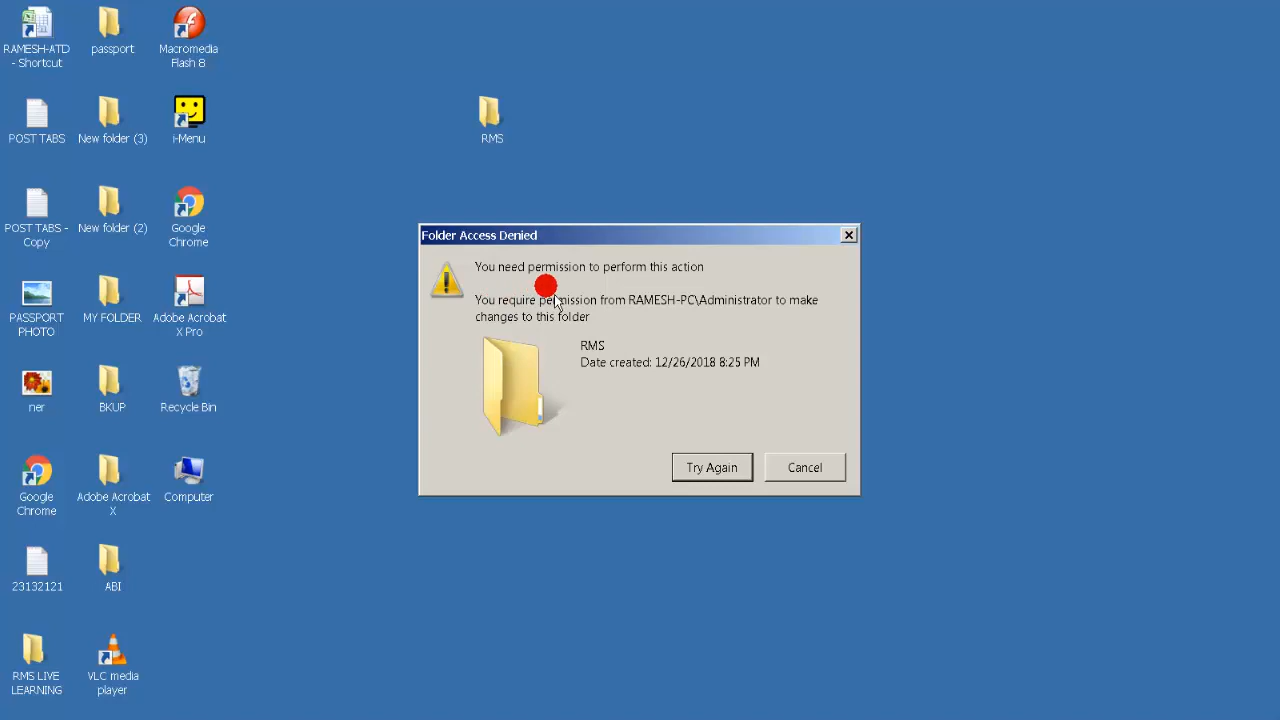 RAMESH-ATD
- Shortcut
passport
Macromedia
Flash 8
POST TABS
New folder (3)
i-Menu
RMS
POST TABS -
Copy
New folder (2)
Google
Chrome
Folder Access Denied
You need permission to perform this action
You require permission from RAMESH-PC\Administrator to make
changes to this folder
RMS
Date created: 12/26/2018 8:25 PM
Try Again
Cancel
PASSPORT
PHOTO
MY FOLDER
Adobe Acrobat
X Pro
ner
BKUP
Recycle Bin
Google
Chrome
Adobe Acrobat
X
Computer
23132121
ABI
RMS LIVE
LEARNING
VLC media
player